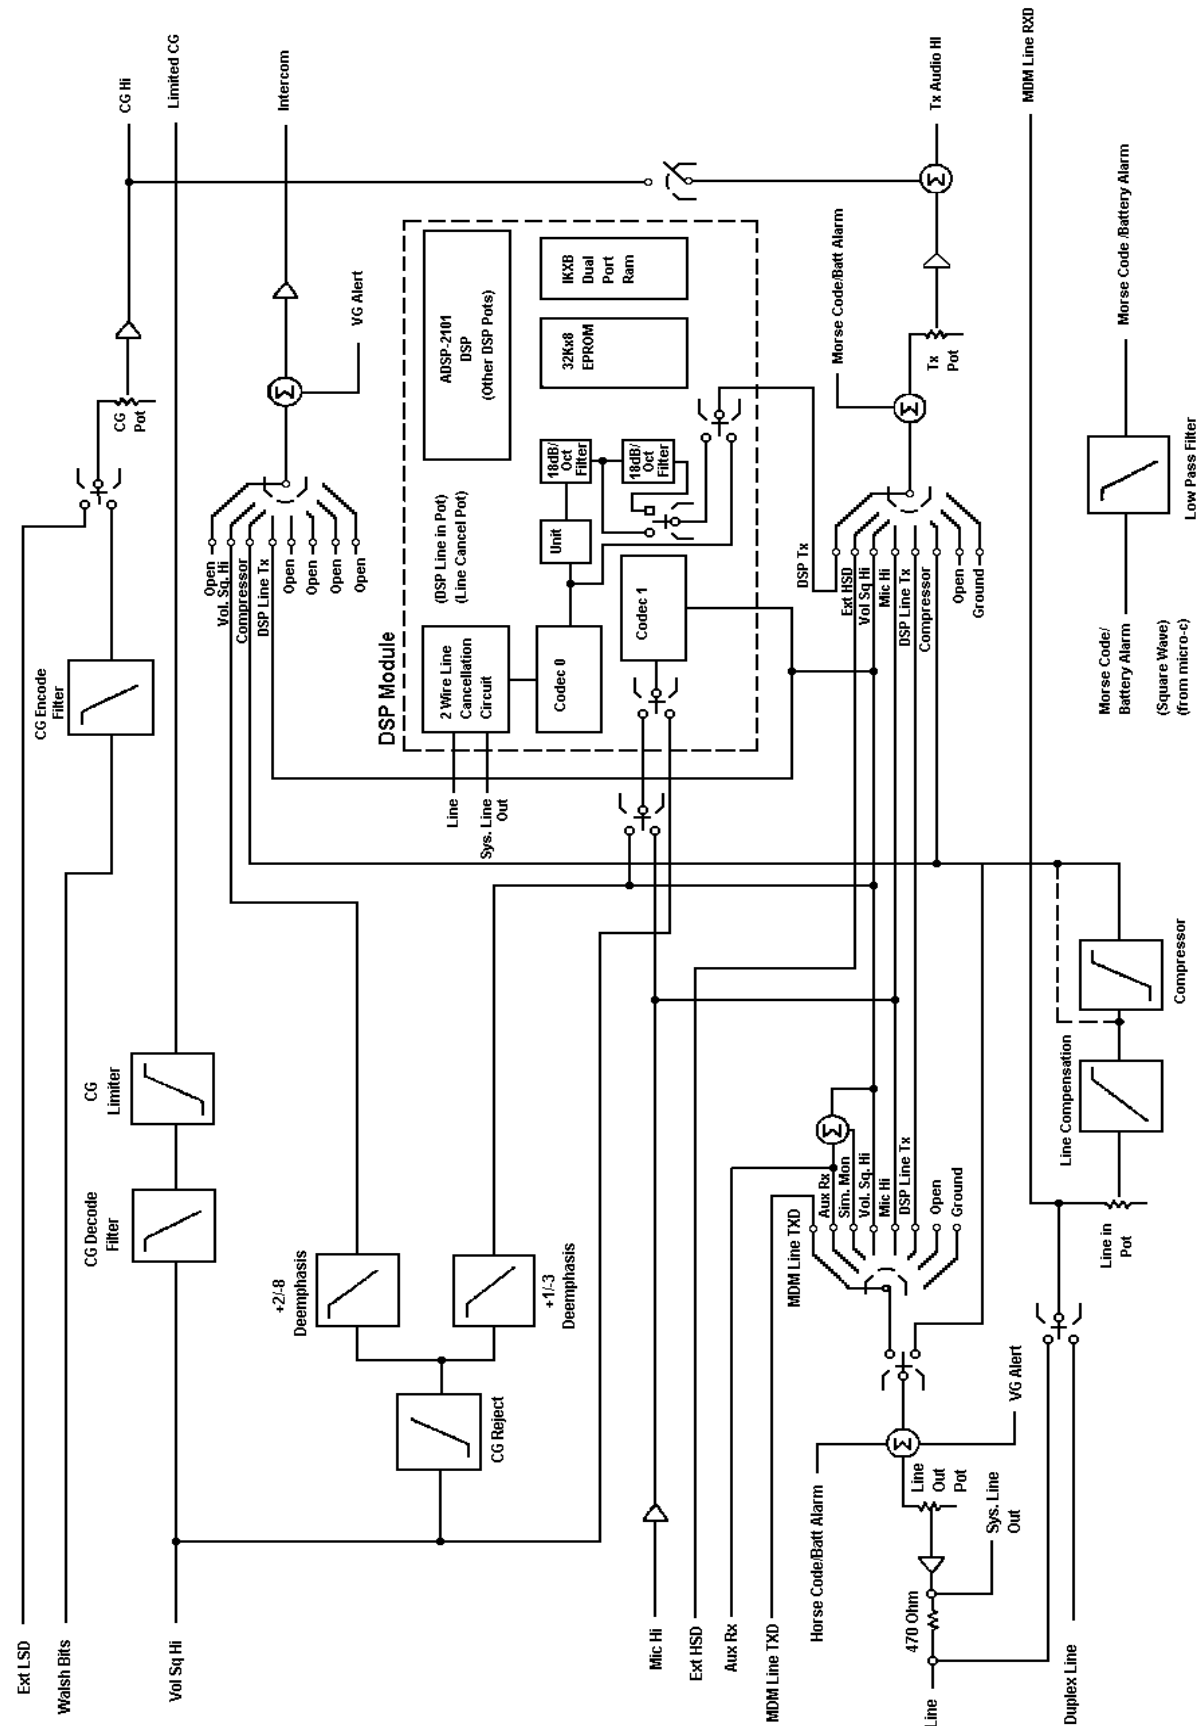 CG Hi
Limited CG
Intercom
Tx Audio HI
MDM Line RXD
CG
Pot
VG Alert
Morse Code/Batt Alarm
Tx
Pot
Morse Code /Battery Alarm
Low Pass Filter
Morse Code/
Battery Alarm
(Square Wave)
(from micro-c)
CG Encode
Filter
Open
Vol. Sq. Hi
Compressor
DSP Line Tx
Open
Open
Open
Open
DSP Module
ADSP-2101
DSP
(Other DSP Pots)
IKXB
Dual
Port
Ram
32Kx8
EPROM
(DSP Line in Pot)
(Line Cancel Pot)
18dB/
Oct
Filter
18dB/
Oct
Filter
Unit
2 Wire Line
Cancellation
Circuit
Codec 0
Codec 1
Line
Sys. Line
Out
DSP Tx
Ext HSD
Vol Sq Hi
Mic Hi
DSP Line Tx
Compressor
Open
Ground
CG
Limiter
CG Decode
Filter
+2/-8
Deemphasis
+1/-3
Deemphasis
CG Reject
Compressor
Line Compensation
Line in
Pot
MDM Line TXD
Aux Rx
Sim. Mon
Vol. Sq. Hi
Mic Hi
DSP Line Tx
Open
Ground
Σ
Σ
Σ
Σ
Σ
VG Alert
Horse Code/Batt Alarm
Line
Out
Pot
Sys. Line
Out
470 Ohm
Ext LSD
Walsh Bits
Vol Sq Hi
Mic Hi
Ext HSD
Aux Rx
MDM Line TXD
Line
Duplex Line